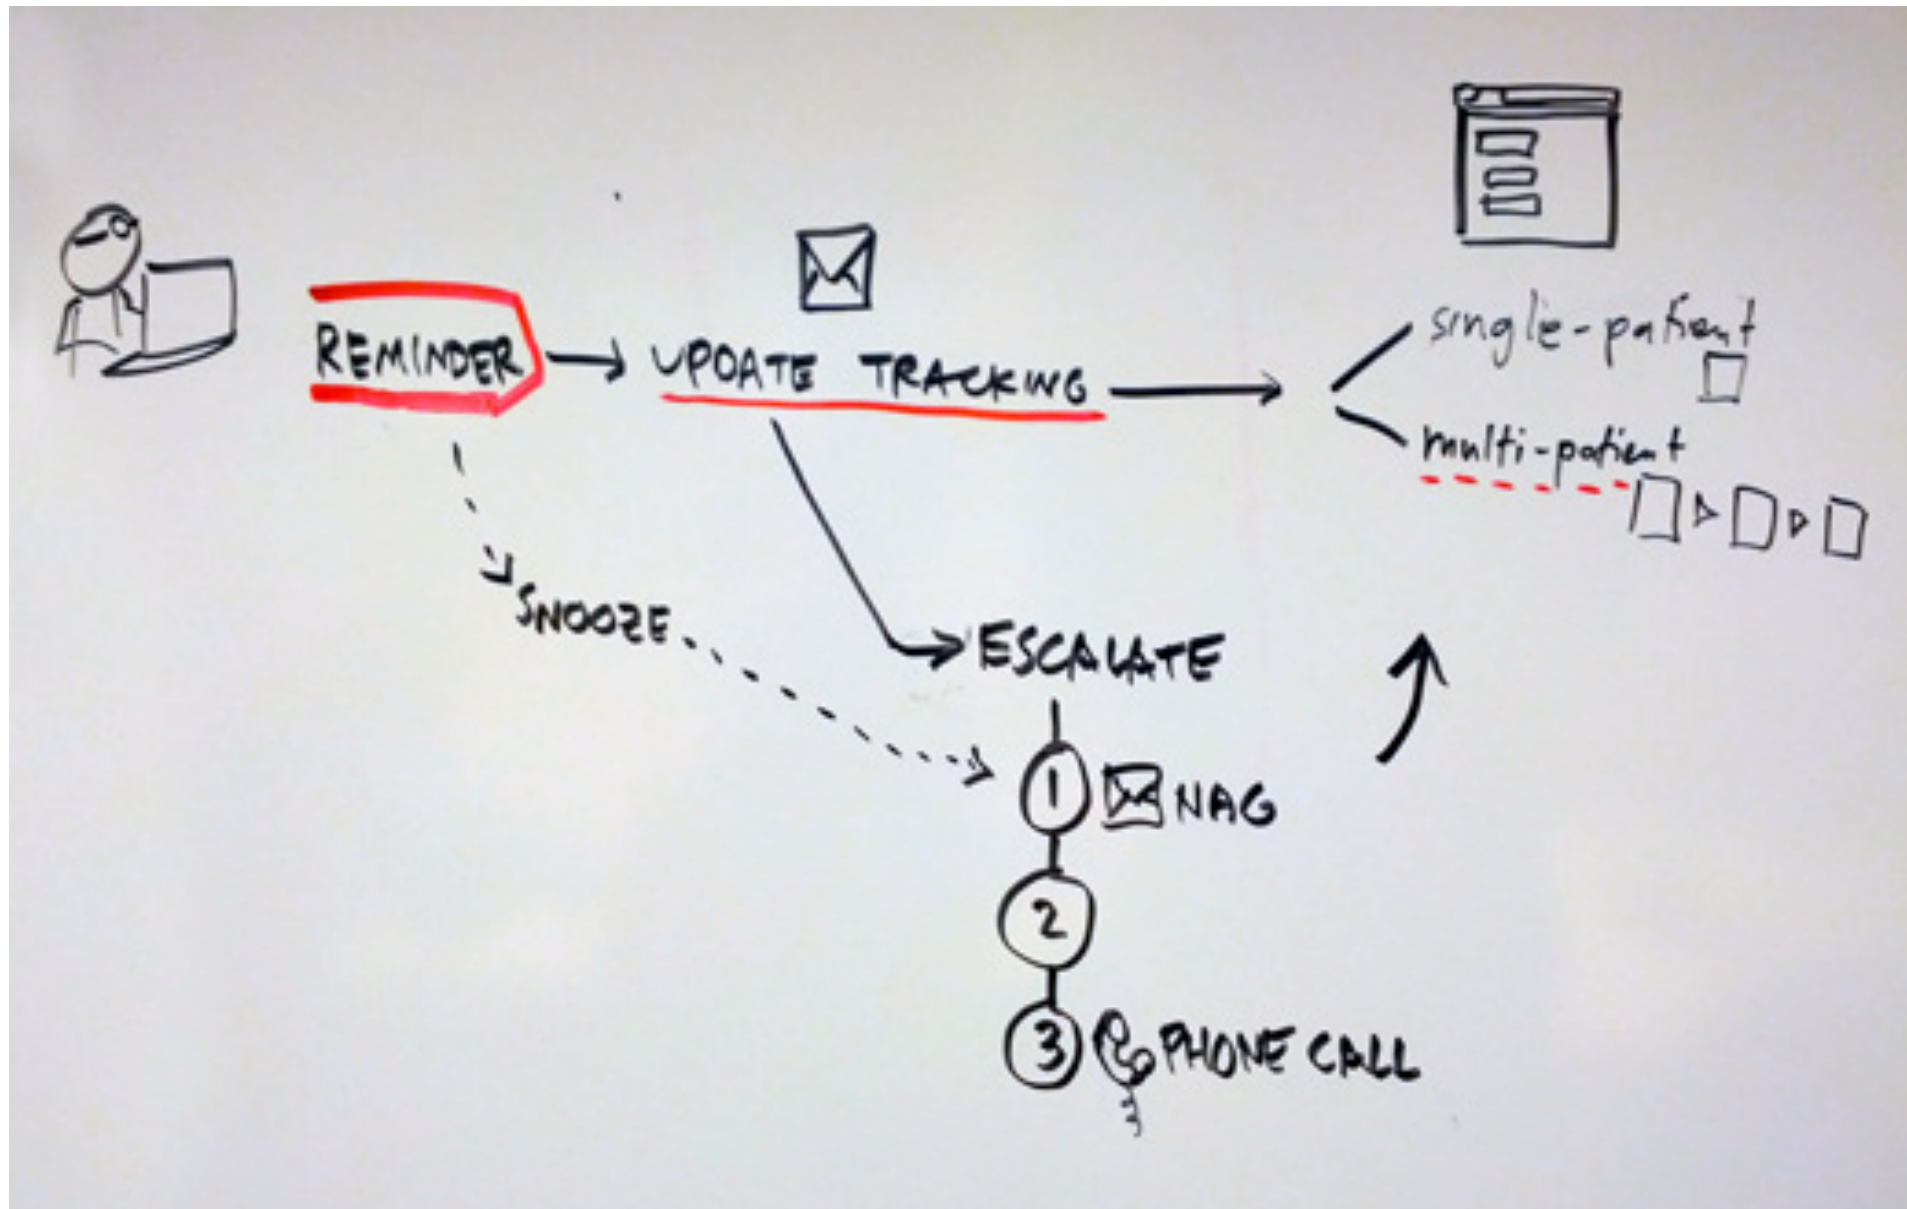 REMINDER
UPDATE TRACKING
single-patient
multi-patient
SNOOZE
ESCALATE
1 NAG
2
3 PHONE CALL